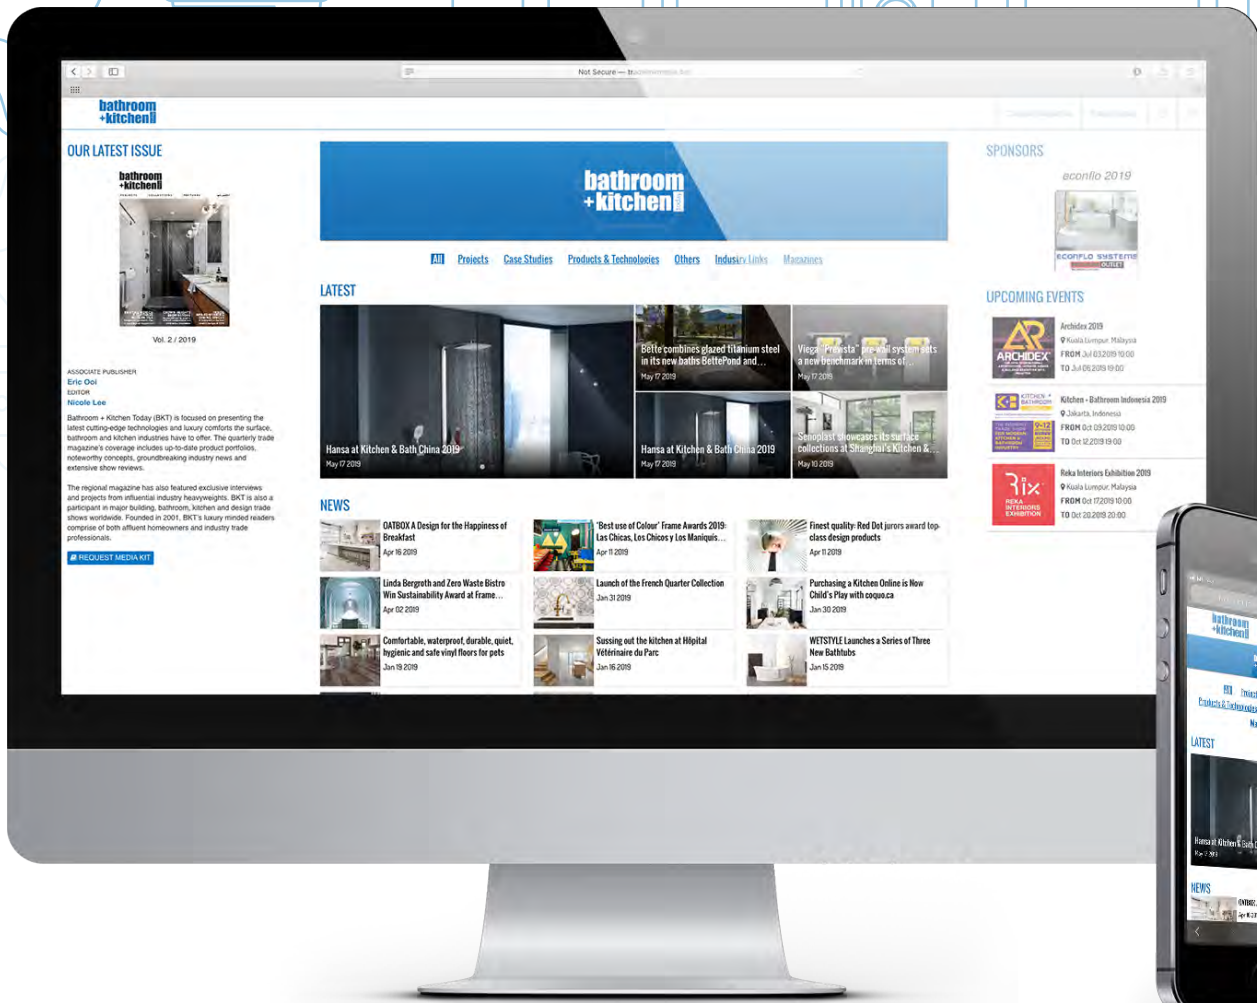 Not Secure —
bathroom
+kitchen
OUR LATEST ISSUE
bathroom
+kitchen
Vol. 2 / 2019
ASSOCIATE PUBLISHER
Eric Ooi
EDITOR
Nicole Lee
Bathroom + Kitchen Today (BKT) is focused on presenting the
latest cutting-edge technologies and luxury comforts the surface,
bathroom and kitchen industries have to offer. The quarterly trade
magazine's coverage includes up-to-date product portfolios,
noteworthy concepts, groundbreaking industry news and
extensive show reviews.
The regional magazine has also featured exclusive interviews
and projects from influential industry heavyweights. BKT is also a
participant in major building, bathroom, kitchen and design trade
shows worldwide. Founded in 2001, BKT's luxury minded readers
comprise of both affluent homeowners and industry trade
professionals.
REQUEST MEDIA KIT
bathroom
+kitchen
All Projects Case Studies Products & Technologies Others Industry Links Magazines
LATEST
Hansa at Kitchen & Bath China 2019
May 17 2019
Bette combines glazed titanium steel
in its new baths BettePond and...
May 17 2019
Viega "Prevista" pre-wall system sets
a new benchmark in terms of...
May 17 2019
Hansa at Kitchen & Bath China 2019
May 17 2019
Senoplast showcases its surface
collections at Shanghai's Kitchen &...
May 10 2019
NEWS
OATBOX A Design for the Happiness of
Breakfast
Apr 16 2019
'Best use of Colour' Frame Awards 2019:
Las Chicas, Los Chicos y Los Maniquís...
Apr 11 2019
Finest quality: Red Dot jurors award top-
class design products
Apr 11 2019
Linda Bergroth and Zero Waste Bistro
Win Sustainability Award at Frame...
Apr 02 2019
Launch of the French Quarter Collection
Jan 31 2019
Purchasing a Kitchen Online is Now
Child's Play with coquo.ca
Jan 30 2019
Comfortable, waterproof, durable, quiet,
hygienic and safe vinyl floors for pets
Jan 19 2019
Sussing out the kitchen at Hôpital
Vétérinaire du Parc
Jan 16 2019
WETSTYLE Launches a Series of Three
New Bathtubs
Jan 15 2019
SPONSORS
econflo 2019
ECONFLO SYSTEMS
OUTLET
UPCOMING EVENTS
ARCHIDEX
Archidex 2019
Kuala Lumpur, Malaysia
FROM Jul 03 2019 10:00
TO Jul 06 2019 19:00
KITCHEN +
BATHROOM
9-12
Kitchen + Bathroom Indonesia 2019
Jakarta, Indonesia
FROM Oct 09 2019 10:00
TO Oct 12 2019 19:00
Rix
REKA
INTERIORS
EXHIBITION
Reka Interiors Exhibition 2019
Kuala Lumpur, Malaysia
FROM Oct 17 2019 10:00
TO Oct 20 2019 20:00
bathroom
+kitchen
All
Products & Technologies
LATEST
Hansa at Kitchen & Bath
May 17 2019
NEWS
OATBOX